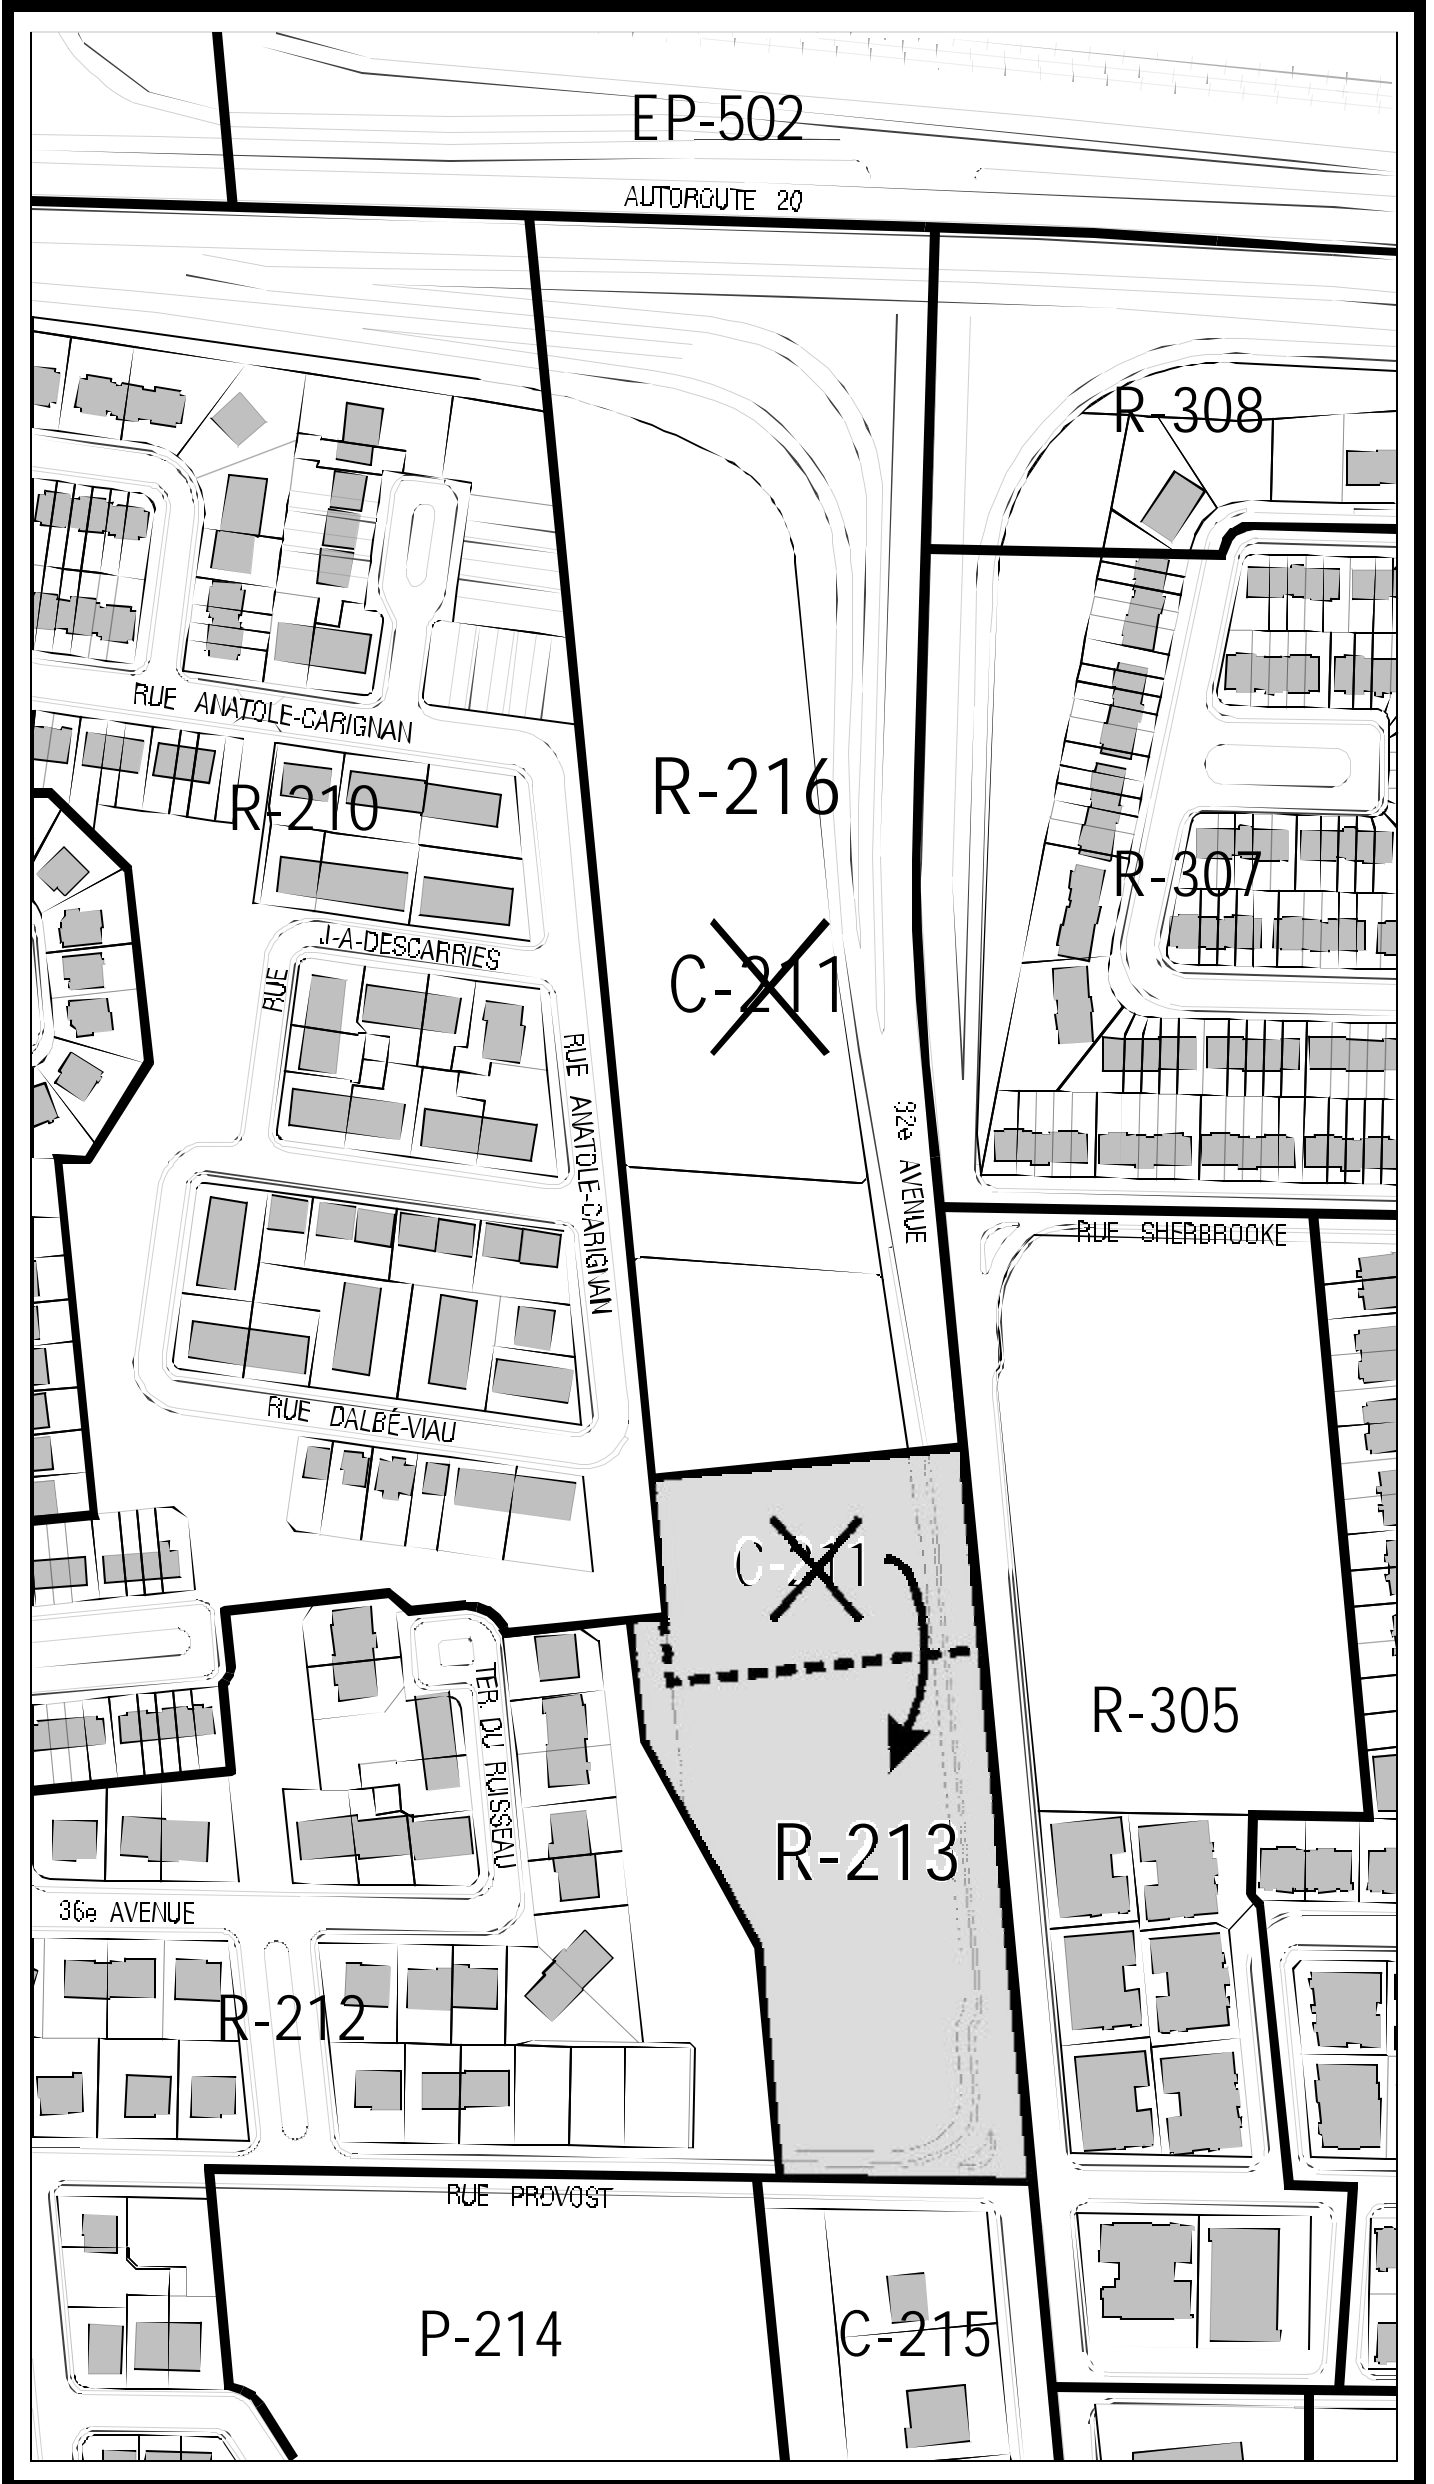 EP-502
AUTOROUTE 20
R-308
RUE ANATOLE-CARIGNAN
R-216
R-210
R-307
J-A-DESCARRIES
RUE
C-211
RUE ANATOLE-CARIGNAN
32e AVENUE
RUE SHERBROOKE
RUE DALBÉ-VIAU
C-211
TER. DU RUISSEAU
R-305
R-213
36e AVENUE
R-212
RUE PROVOST
P-214
C-215